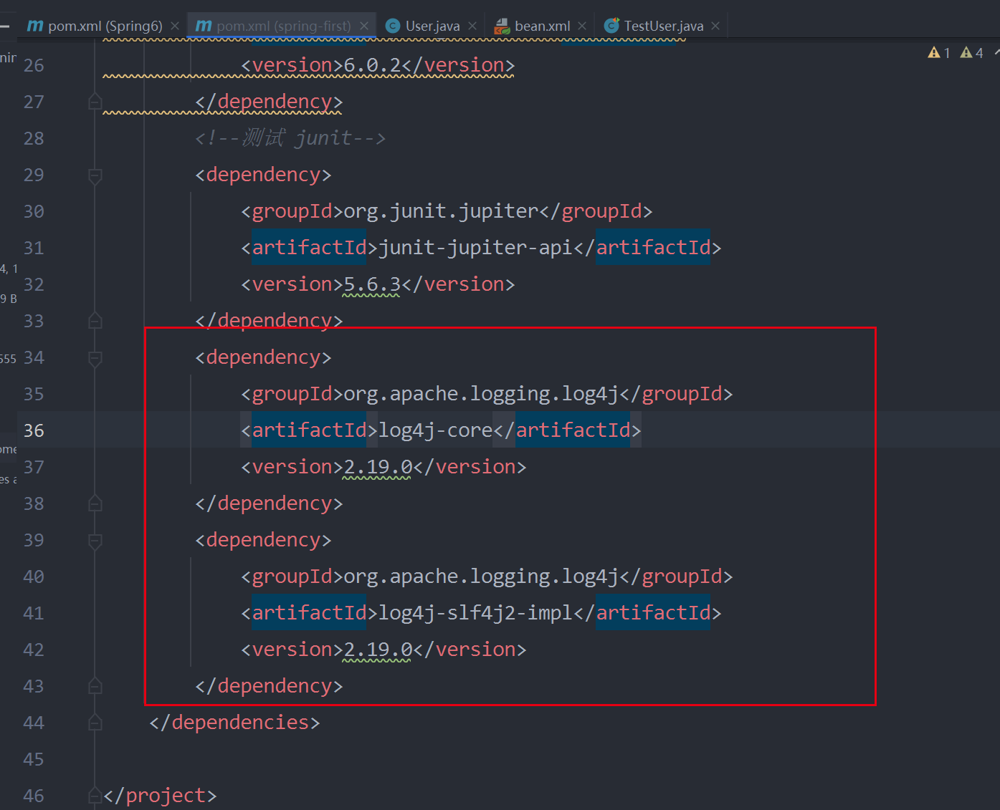 pom.xml (Spring6) pom.xml (spring-first) User.java bean.xml TestUser.java
1 4
26 <version>6.0.2</version>
27 </dependency>
28 <!--测试 junit-->
29 <dependency>
30 <groupId>org.junit.jupiter</groupId>
31 <artifactId>junit-jupiter-api</artifactId>
32 <version>5.6.3</version>
33 </dependency>
34 <dependency>
35 <groupId>org.apache.logging.log4j</groupId>
36 <artifactId>log4j-core</artifactId>
37 <version>2.19.0</version>
38 </dependency>
39 <dependency>
40 <groupId>org.apache.logging.log4j</groupId>
41 <artifactId>log4j-slf4j2-impl</artifactId>
42 <version>2.19.0</version>
43 </dependency>
44 </dependencies>
45
46 </project>